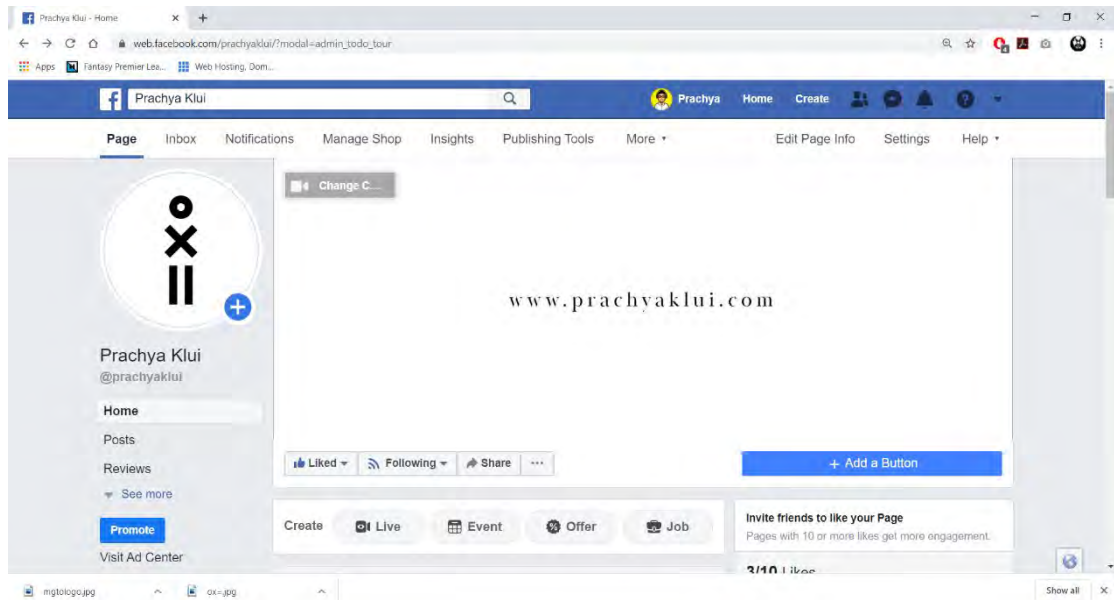 Prachya Klui - Home
web.facebook.com/prachyaklui/?modal=admin_todo_tour
Apps Fantasy Premier Lea... Web Hosting, Dom...
Prachya Klui Prachya Home Create
Page Inbox Notifications Manage Shop Insights Publishing Tools More Edit Page Info Settings Help
Change C...
www.prachyaklui.com
Prachya Klui
@prachyaklui
Home
Posts
Reviews
See more
Promote
Visit Ad Center
Liked Following Share ... + Add a Button
Create Live Event Offer Job
Invite friends to like your Page
Pages with 10 or more likes get more engagement.
3/10 Likes
mgtologo.jpg ox=.jpg Show all